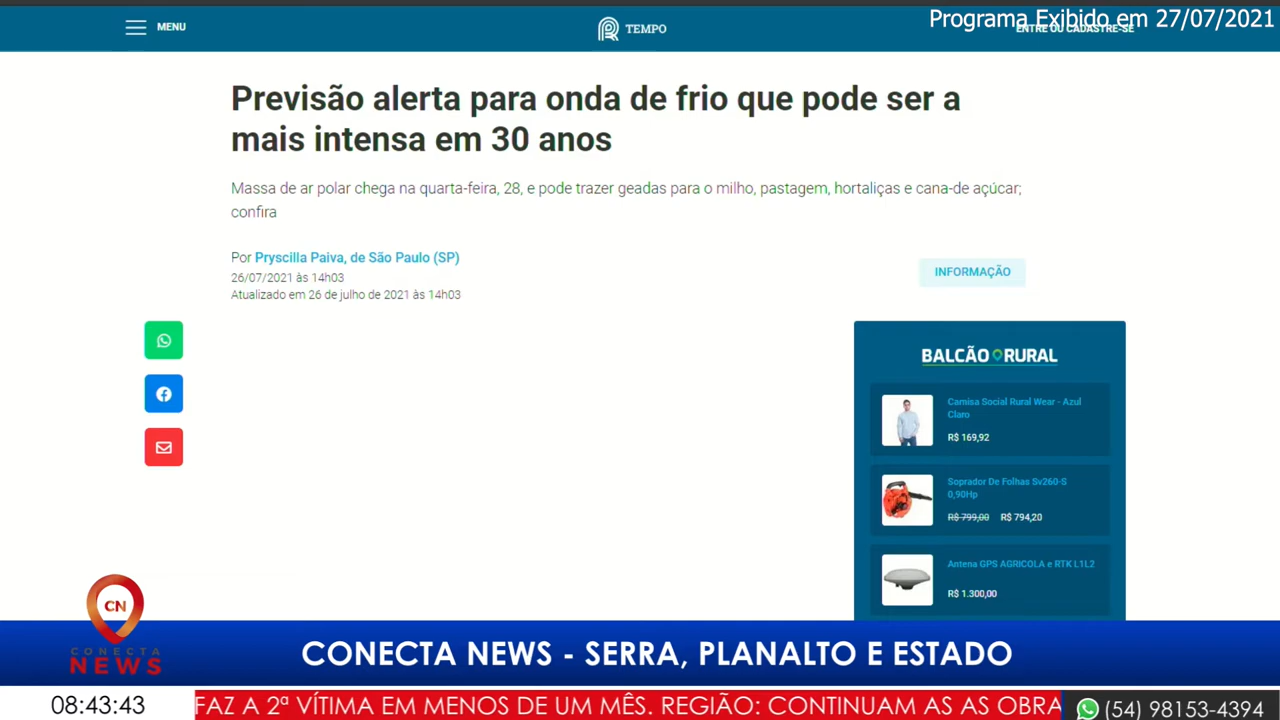 Programa Exibido em 27/07/2021
MENU
TEMPO
ENTRE OU CADASTRE-SE
Previsão alerta para onda de frio que pode ser a
mais intensa em 30 anos
Massa de ar polar chega na quarta-feira, 28, e pode trazer geadas para o milho, pastagem, hortaliças e cana-de açúcar;
confira
Por Pryscilla Paiva, de São Paulo (SP)
26/07/2021 às 14h03
Atualizado em 26 de julho de 2021 às 14h03
INFORMAÇÃO
BALCÃO RURAL
Camisa Social Rural Wear - Azul
Claro
R$ 169,92
Soprador De Folhas Sv260-S
0,90Hp
R$ 799,00 R$ 794,20
Antena GPS AGRICOLA e RTK L1L2
R$ 1.300,00
CN
CONECTA
NEWS
CONECTA NEWS - SERRA, PLANALTO E ESTADO
08:43:43
FAZ A 2ª VÍTIMA EM MENOS DE UM MÊS. REGIÃO: CONTINUAM AS AS OBRA
(54) 98153-4394